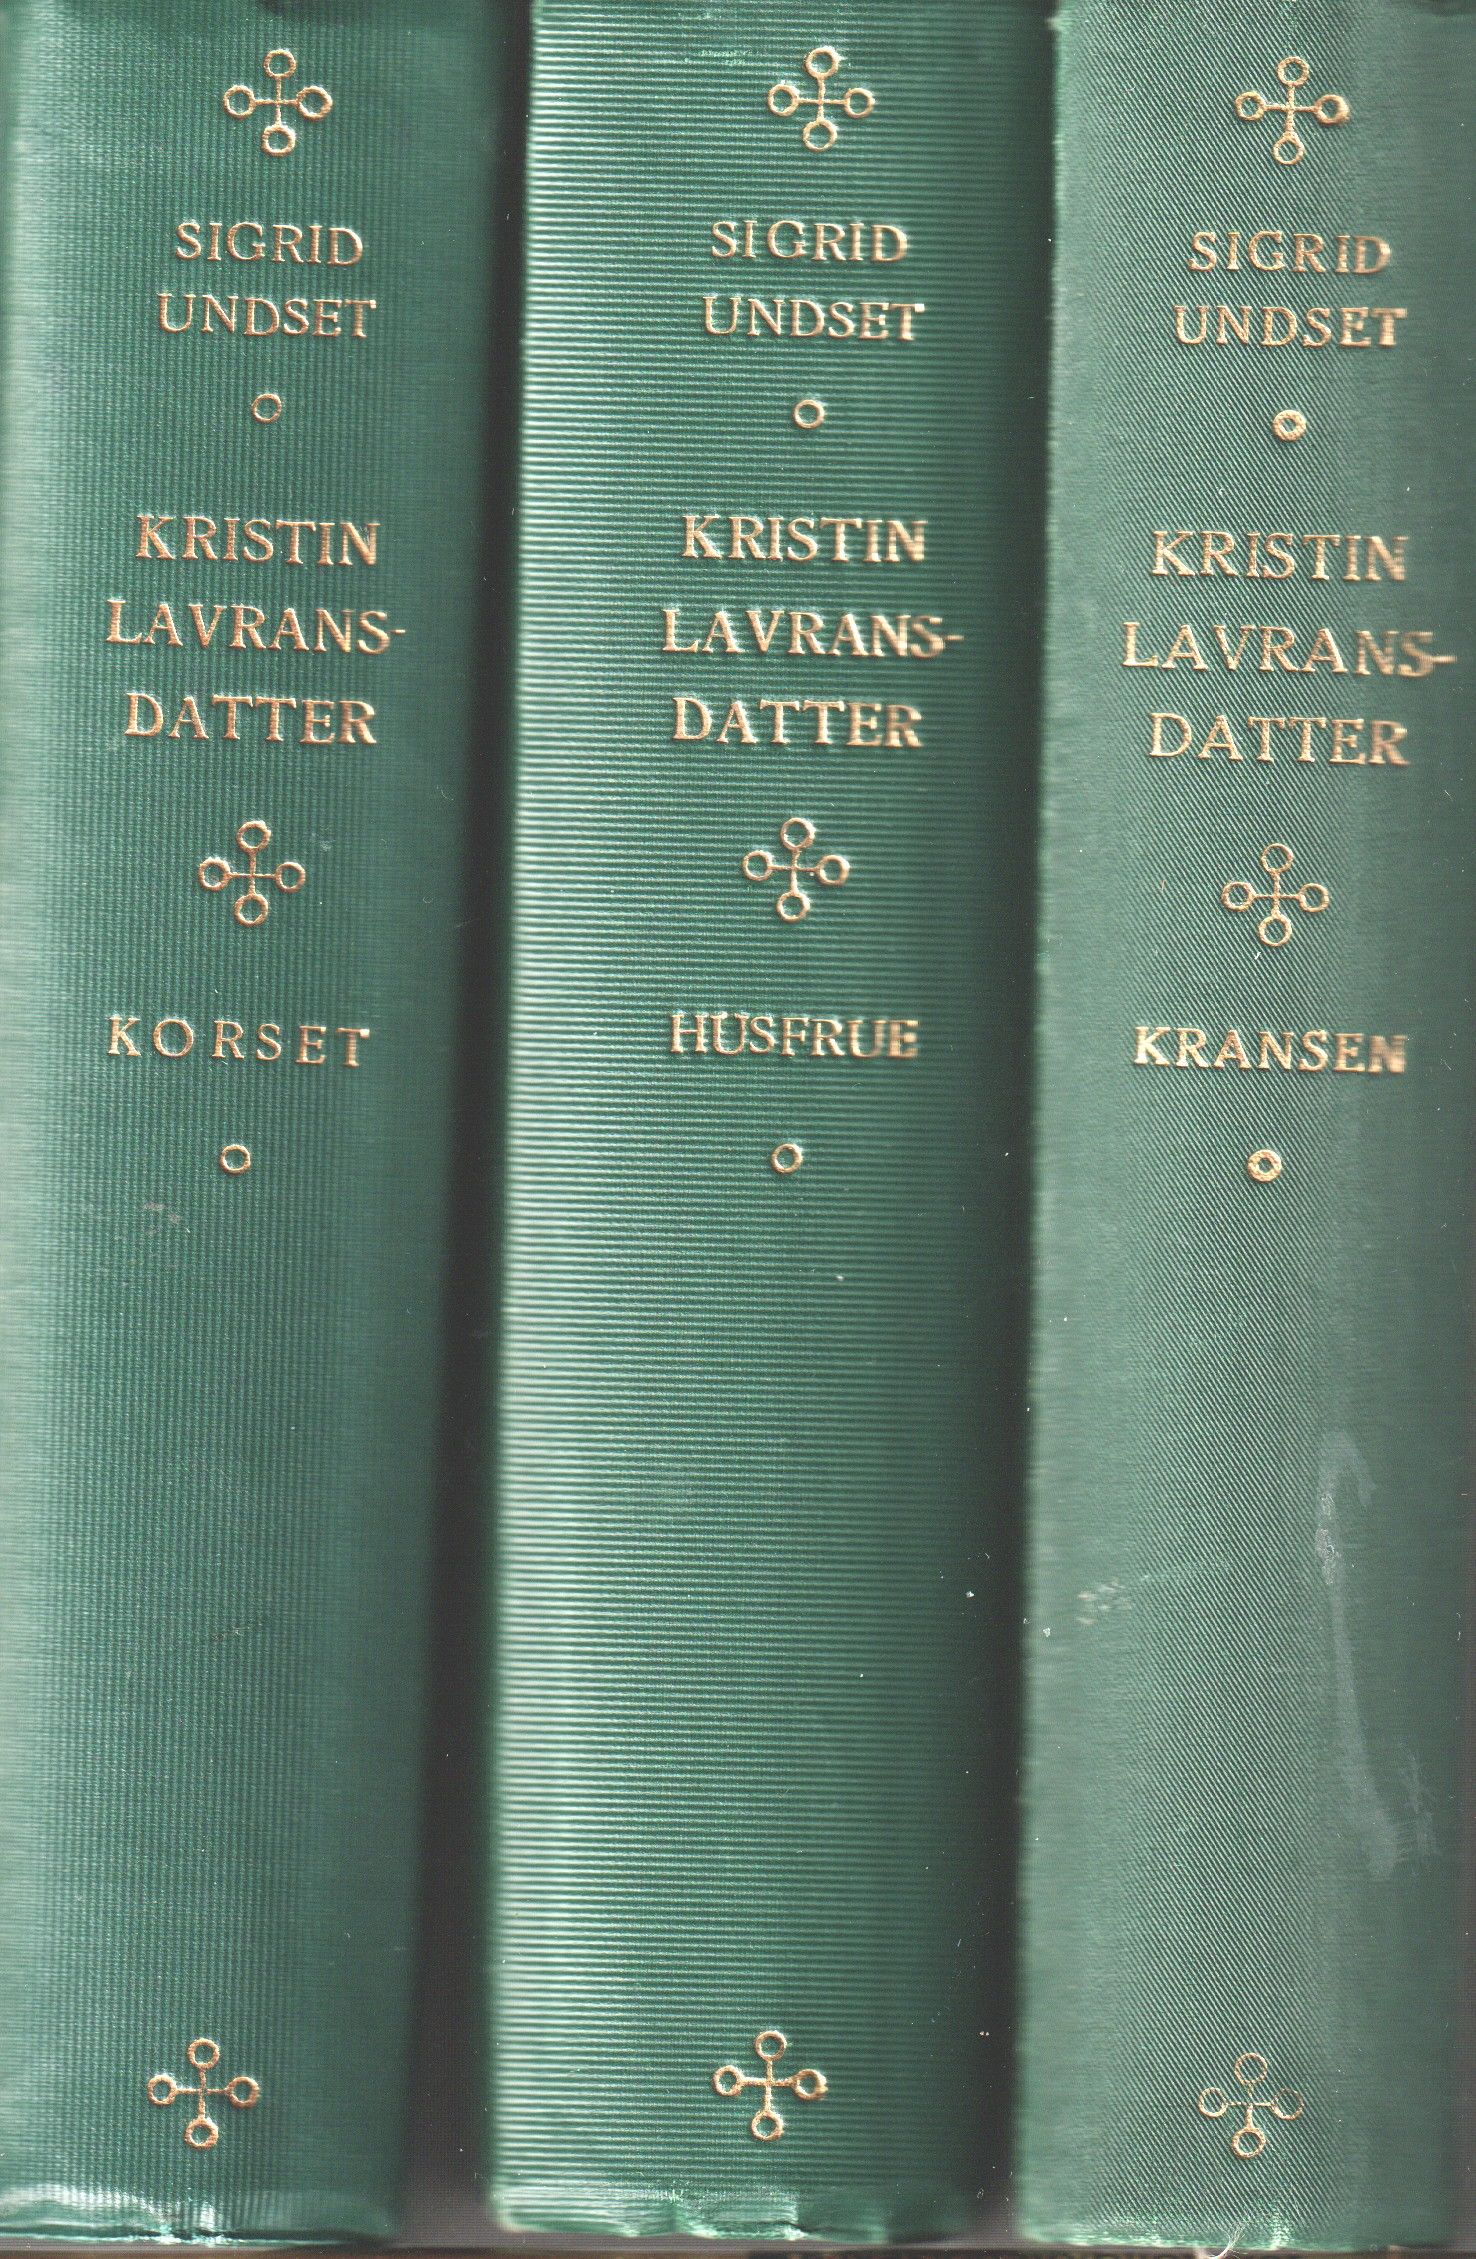 SIGRID
UNDSET
KRISTIN
LAVRANS-
DATTER
KORSET
SIGRID
UNDSET
KRISTIN
LAVRANS-
DATTER
HUSFRUE
SIGRID
UNDSET
KRISTIN
LAVRANS-
DATTER
KRANSEN